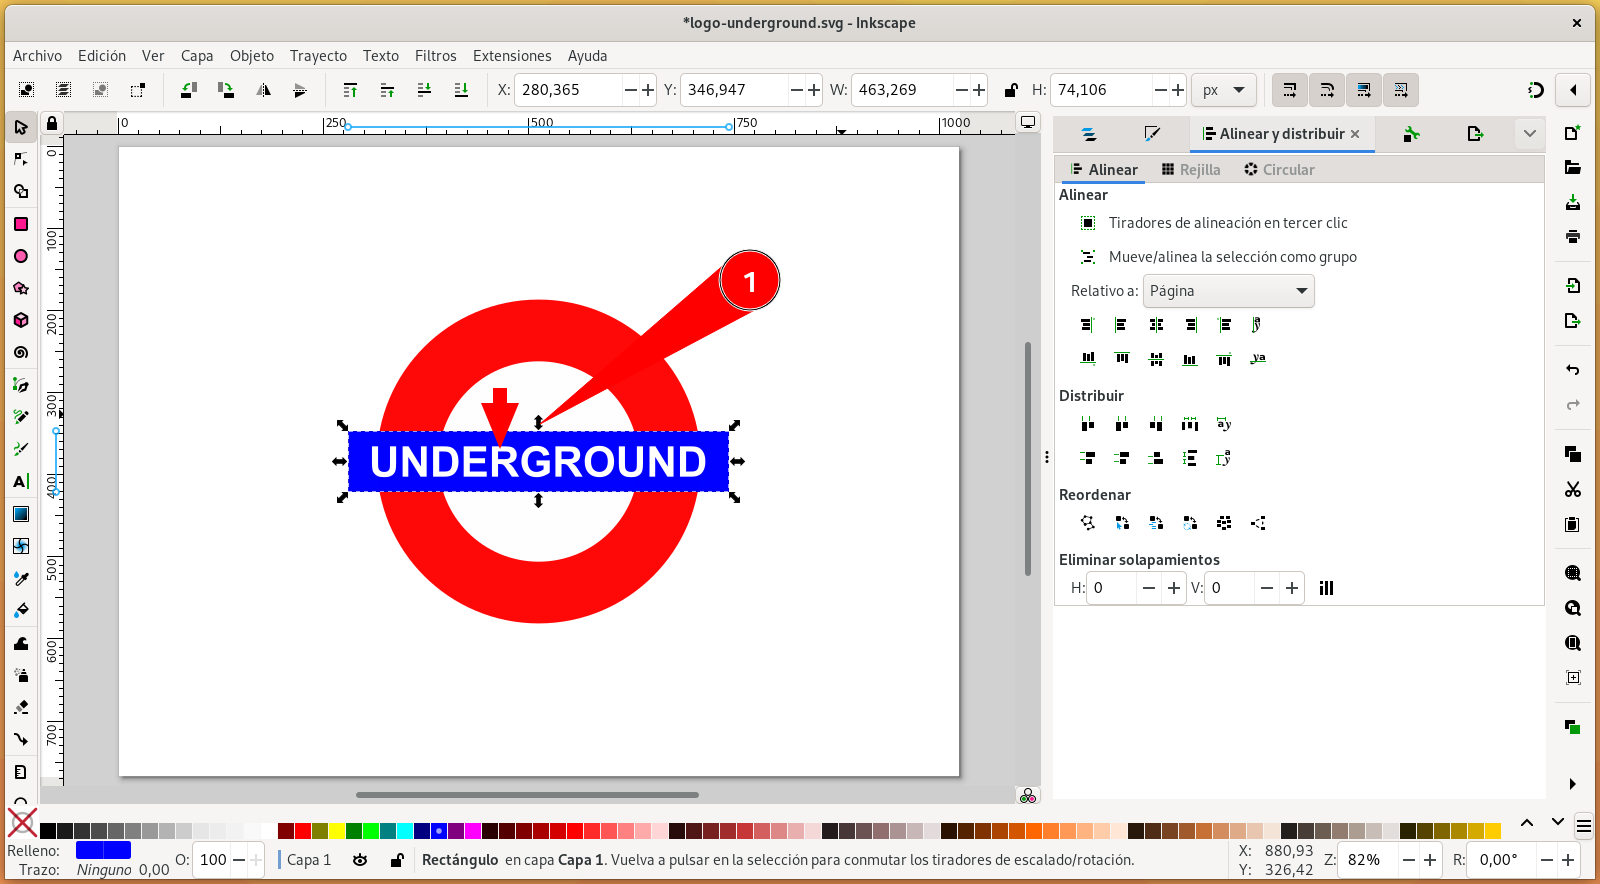 *logo-underground.svg - Inkscape
Archivo Edición Ver Capa Objeto Trayecto Texto Filtros Extensiones Ayuda
X: 280,365 Y: 346,947 W: 463,269 H: 74,106 px
0 250 500 750 1000
Alinear y distribuir
Alinear Rejilla Circular
Alinear
Tiradores de alineación en tercer clic
Mueve/alinea la selección como grupo
Relativo a: Página
Distribuir
Reordenar
Eliminar solapamientos
H: 0 V: 0
0
100
200
300
400
500
600
700
1
UNDERGROUND
Relleno:
Trazo: Ninguno 0,00
O: 100
Capa 1
Rectángulo en capa Capa 1. Vuelva a pulsar en la selección para conmutar los tiradores de escalado/rotación.
X: 880,93
Y: 326,42
Z: 82%
R: 0,00°